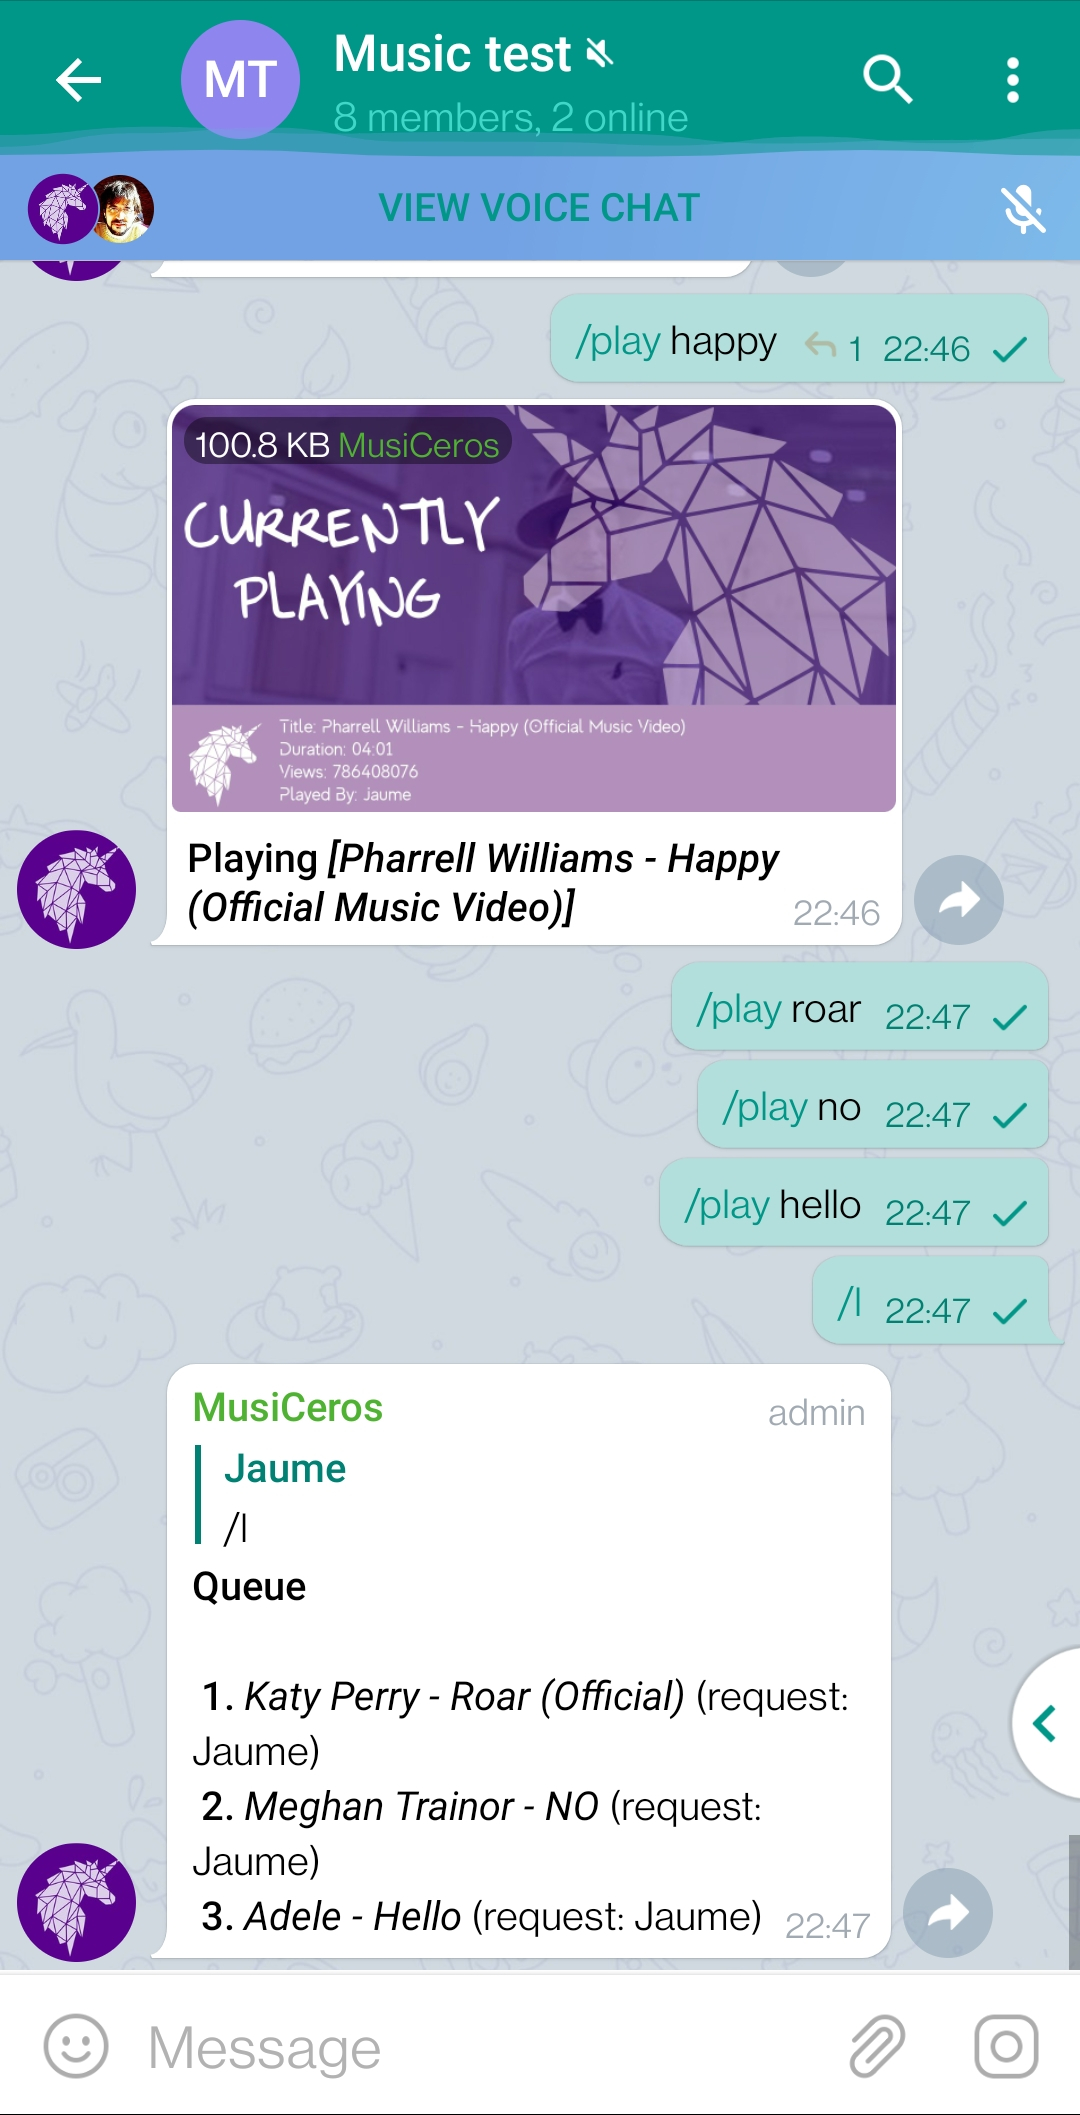 MT
Music test
8 members, 2 online
VIEW VOICE CHAT
/play happy 1 22:46
100.8 KB MusiCeros
CURRENTLY
PLAYING
Title: Pharrell Williams - Happy (Official Music Video)
Duration: 04:01
Views: 786408076
Played By: Jaume
Playing [Pharrell Williams - Happy
(Official Music Video)]
22:46
/play roar 22:47
/play no 22:47
/play hello 22:47
/l 22:47
MusiCeros admin
Jaume
/l
Queue
1. Katy Perry - Roar (Official) (request:
Jaume)
2. Meghan Trainor - NO (request:
Jaume)
3. Adele - Hello (request: Jaume) 22:47
Message